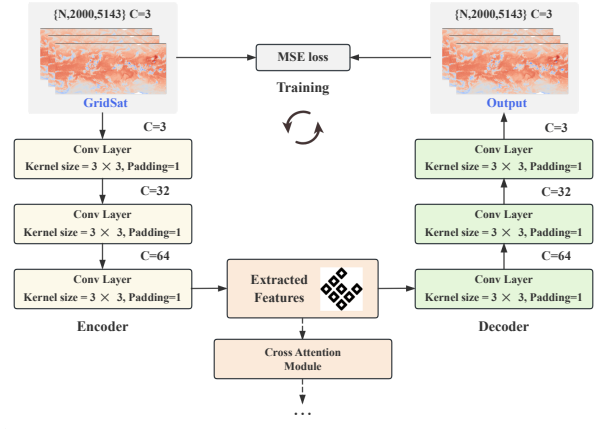 {N,2000,5143} C=3
GridSat
MSE loss
Training
{N,2000,5143} C=3
Output
C=3
Conv Layer
Kernel size = 3 × 3, Padding=1
C=32
Conv Layer
Kernel size = 3 × 3, Padding=1
C=64
Conv Layer
Kernel size = 3 × 3, Padding=1
Encoder
Extracted
Features
Cross Attention
Module
...
C=3
Conv Layer
Kernel size = 3 × 3, Padding=1
C=32
Conv Layer
Kernel size = 3 × 3, Padding=1
C=64
Conv Layer
Kernel size = 3 × 3, Padding=1
Decoder